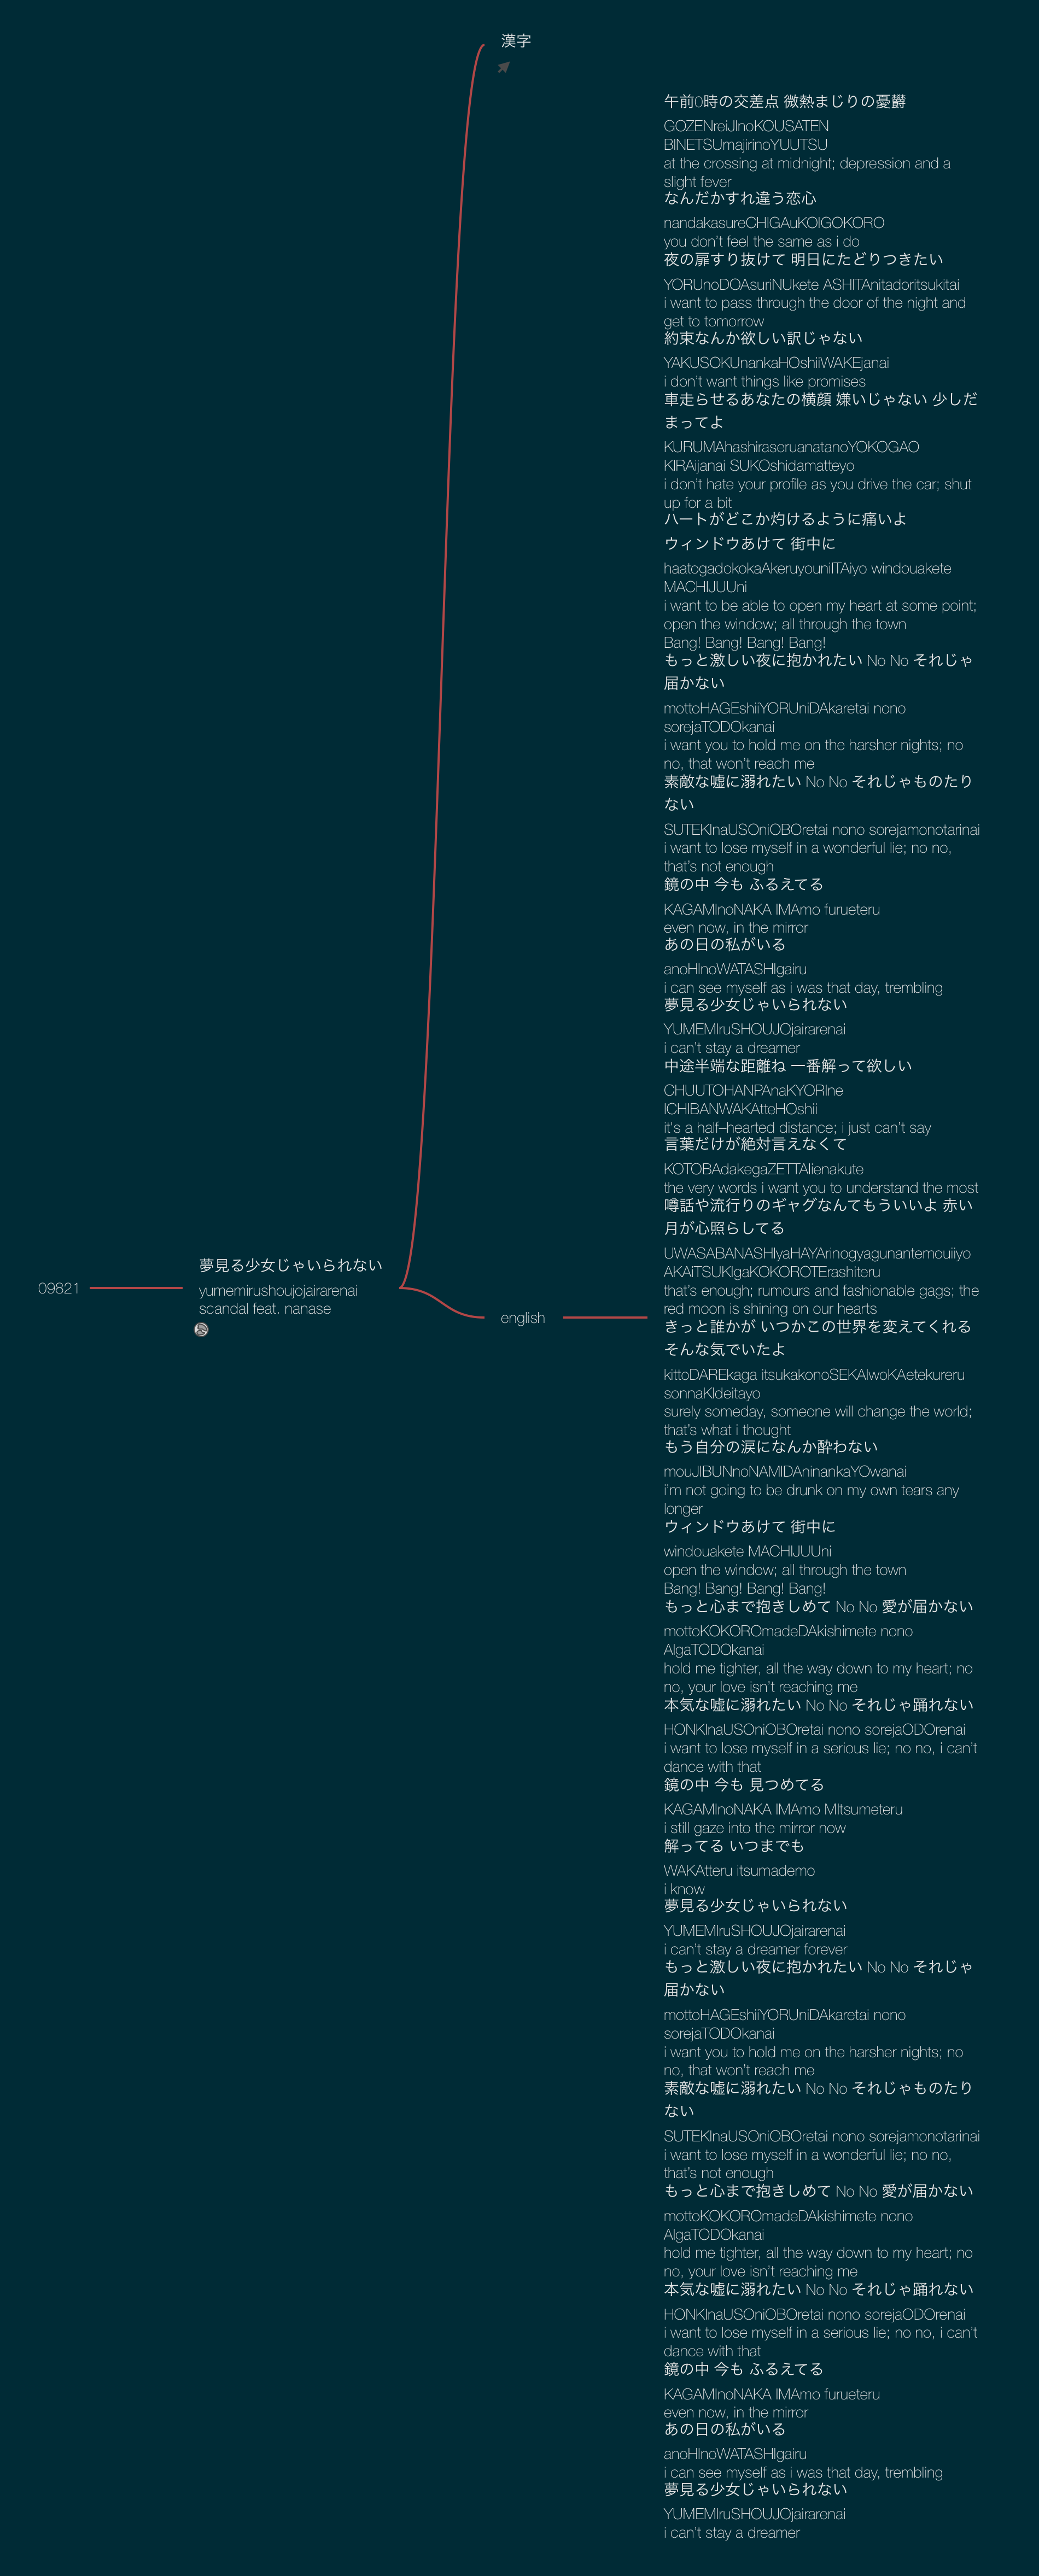 漢字
午前0時の交差点 微熱まじりの憂欝
GOZENreiJInoKOUSATEN
BINETSUmajirinoYUUTSU
at the crossing at midnight; depression and a
slight fever
なんだかすれ違う恋心
nandakasureCHIGAuKOIGOKORO
you don’t feel the same as i do
夜の扉すり抜けて 明日にたどりつきたい
YORUnoDOAsuriNUkete ASHITAnitadoritsukitai
i want to pass through the door of the night and
get to tomorrow
約束なんか欲しい訳じゃない
YAKUSOKUnankaHOshiiWAKEjanai
i don’t want things like promises
車走らせるあなたの横顔 嫌いじゃない 少しだ
まってよ
KURUMAhashiraseruanatanoYOKOGAO
KIRAijanai SUKOshidamatteyo
i don’t hate your profile as you drive the car; shut
up for a bit
ハートがどこか灼けるように痛いよ
ウィンドウあけて 街中に
haatogadokokaAkeruyouniITAiyo windouakete
MACHIJUUni
i want to be able to open my heart at some point;
open the window; all through the town
Bang! Bang! Bang! Bang!
もっと激しい夜に抱かれたい No No それじゃ
届かない
mottoHAGEshiiYORUniDAkaretai nono
sorejaTODOkanai
i want you to hold me on the harsher nights; no
no, that won’t reach me
素敵な嘘に溺れたい No No それじゃものたり
ない
SUTEKInaUSOniOBOretai nono sorejamonotarinai
i want to lose myself in a wonderful lie; no no,
that’s not enough
鏡の中 今も ふるえてる
KAGAMInoNAKA IMAmo furueteru
even now, in the mirror
あの日の私がいる
anoHInoWATASHIgairu
i can see myself as i was that day, trembling
夢見る少女じゃいられない
YUMEMIruSHOUJOjairarenai
i can’t stay a dreamer
中途半端な距離ね 一番解って欲しい
CHUUTOHANPAnaKYORIne
ICHIBANWAKAtteHOshii
it’s a half–hearted distance; i just can’t say
言葉だけが絶対言えなくて
KOTOBAdakegaZETTAIienakute
the very words i want you to understand the most
噂話や流行りのギャグなんてもういいよ 赤い
月が心照らしてる
UWASABANASHIyaHAYArinogyagunantemouiiyo
AKAiTSUKIgaKOKOROTErashiteru
that’s enough; rumours and fashionable gags; the
red moon is shining on our hearts
きっと誰かが いつかこの世界を変えてくれる
そんな気でいたよ
kittoDAREkaga itsukakonoSEKAIwoKAetekureru
sonnaKIdeitayo
surely someday, someone will change the world;
that’s what i thought
もう自分の涙になんか酔わない
mouJIBUNnoNAMIDAninankaYOwanai
i’m not going to be drunk on my own tears any
longer
ウィンドウあけて 街中に
windouakete MACHIJUUni
open the window; all through the town
Bang! Bang! Bang! Bang!
もっと心まで抱きしめて No No 愛が届かない
mottoKOKOROmadeDAkishimete nono
AIgaTODOkanai
hold me tighter, all the way down to my heart; no
no, your love isn’t reaching me
本気な嘘に溺れたい No No それじゃ踊れない
HONKInaUSOniOBOretai nono sorejaODOrenai
i want to lose myself in a serious lie; no no, i can’t
dance with that
鏡の中 今も 見つめてる
KAGAMInoNAKA IMAmo MItsumeteru
i still gaze into the mirror now
解ってる いつまでも
WAKAtteru itsumademo
i know
夢見る少女じゃいられない
YUMEMIruSHOUJOjairarenai
i can’t stay a dreamer forever
もっと激しい夜に抱かれたい No No それじゃ
届かない
mottoHAGEshiiYORUniDAkaretai nono
sorejaTODOkanai
i want you to hold me on the harsher nights; no
no, that won’t reach me
素敵な嘘に溺れたい No No それじゃものたり
ない
SUTEKInaUSOniOBOretai nono sorejamonotarinai
i want to lose myself in a wonderful lie; no no,
that’s not enough
もっと心まで抱きしめて No No 愛が届かない
mottoKOKOROmadeDAkishimete nono
AIgaTODOkanai
hold me tighter, all the way down to my heart; no
no, your love isn’t reaching me
本気な嘘に溺れたい No No それじゃ踊れない
HONKInaUSOniOBOretai nono sorejaODOrenai
i want to lose myself in a serious lie; no no, i can’t
dance with that
鏡の中 今も ふるえてる
KAGAMInoNAKA IMAmo furueteru
even now, in the mirror
あの日の私がいる
anoHInoWATASHIgairu
i can see myself as i was that day, trembling
夢見る少女じゃいられない
YUMEMIruSHOUJOjairarenai
i can’t stay a dreamer
09821
夢見る少女じゃいられない
yumemirushoujojairarenai
scandal feat. nanase
english